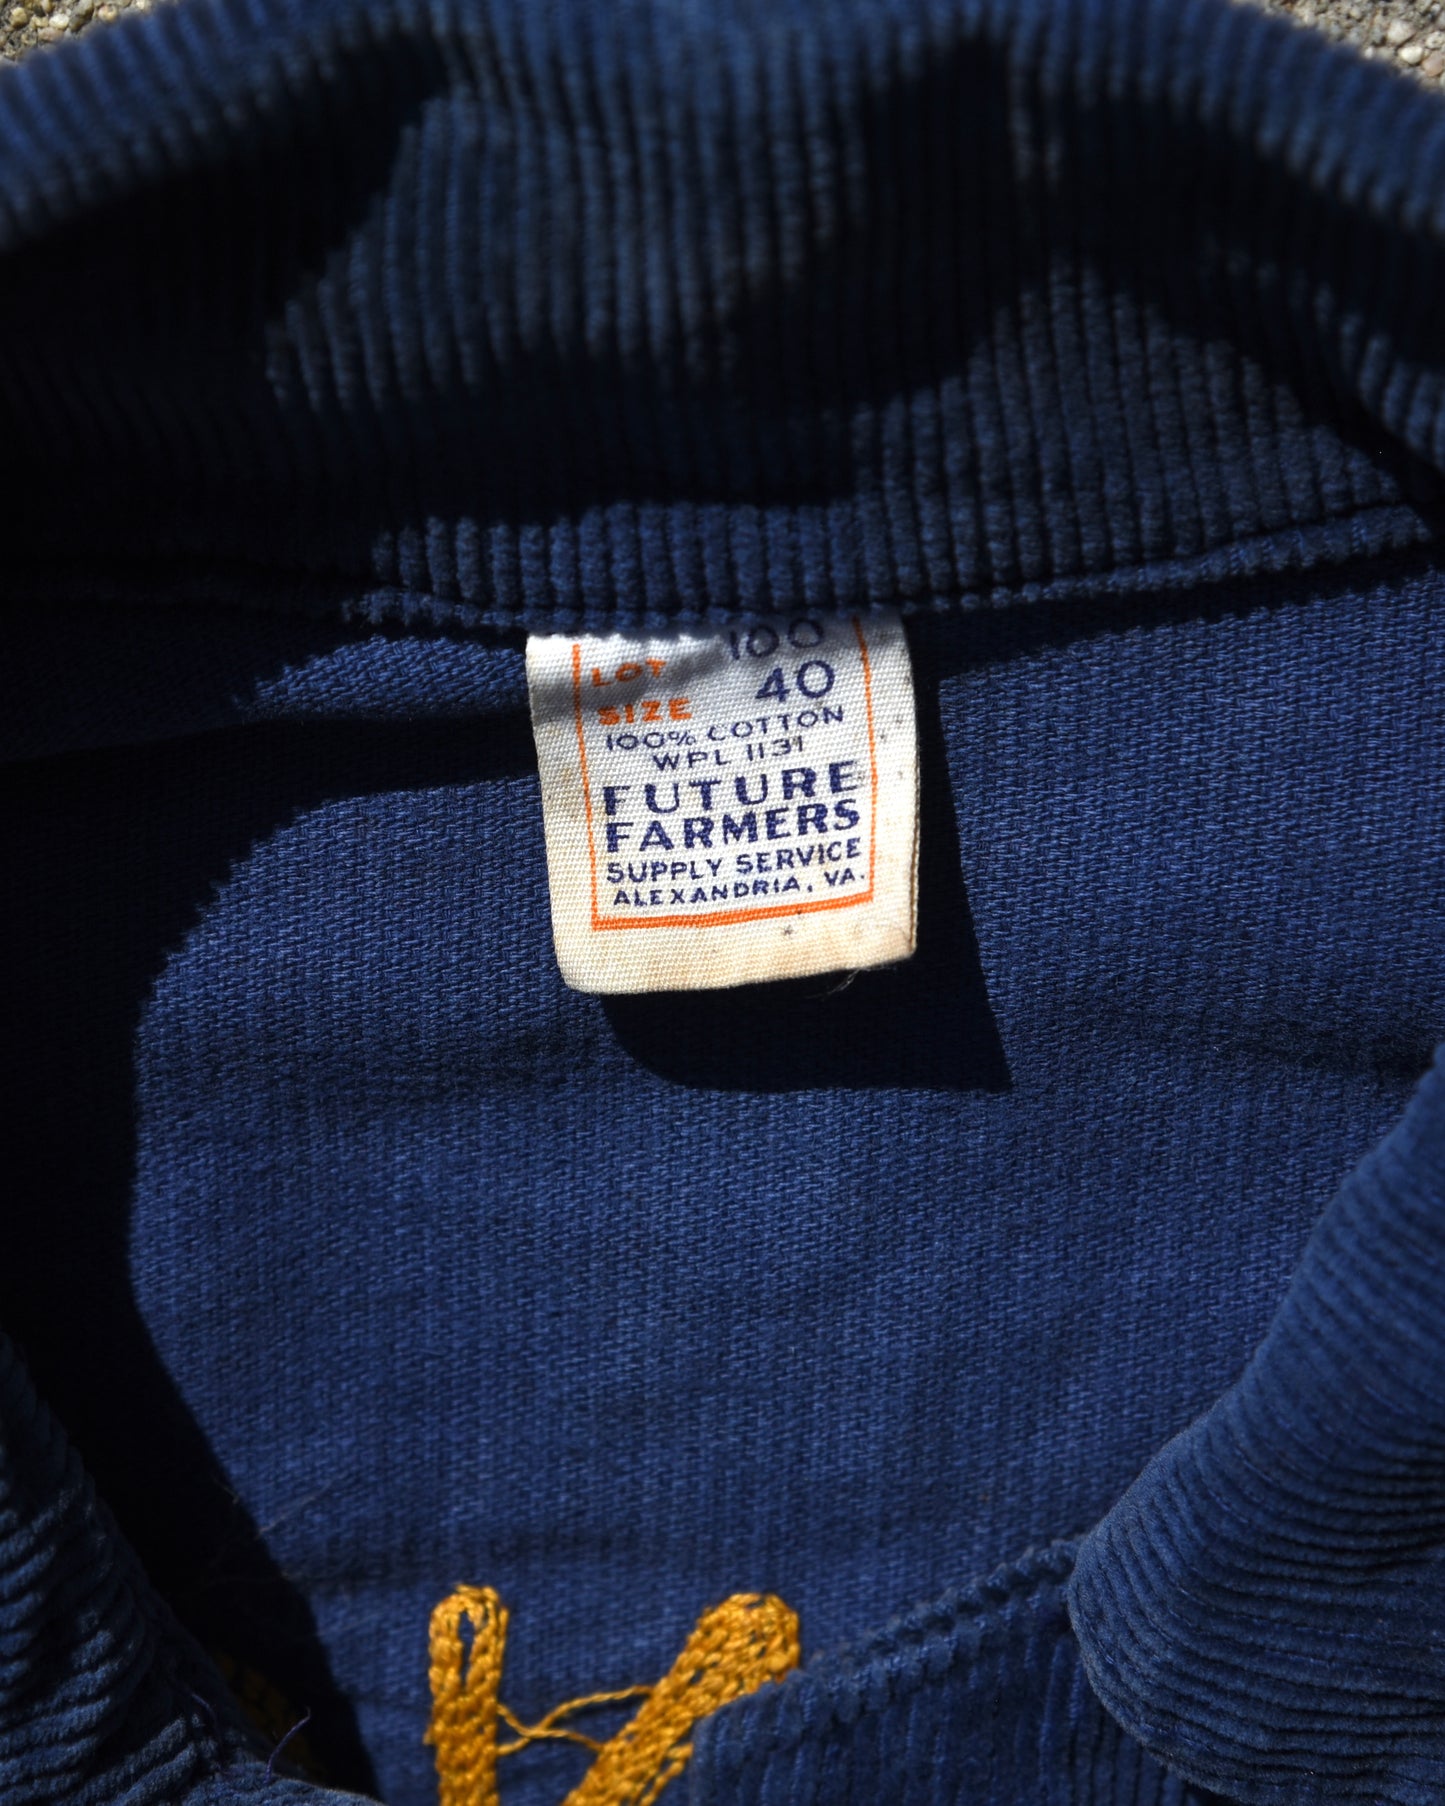 LOT 100
SIZE 40
100% COTTON
WPL 1131
FUTURE
FARMERS
SUPPLY SERVICE
ALEXANDRIA, VA.